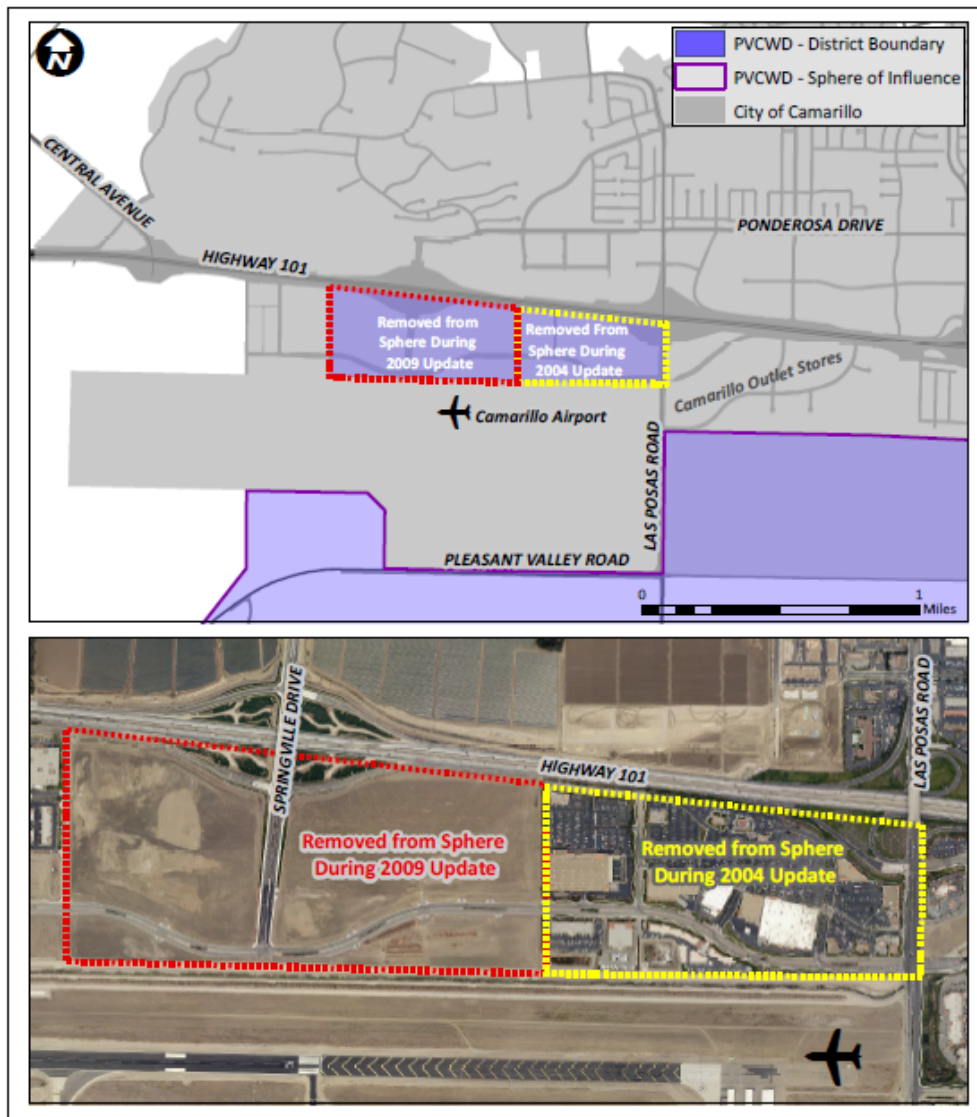 N
PVCWD - District Boundary
PVCWD - Sphere of Influence
City of Camarillo
CENTRAL AVENUE
HIGHWAY 101
PONDEROSA DRIVE
Removed from
Sphere During
2009 Update
Removed From
Sphere During
2004 Update
Camarillo Outlet Stores
Camarillo Airport
LAS POSAS ROAD
PLEASANT VALLEY ROAD
0 1
Miles
SPRINGVILLE DRIVE
LAS POSAS ROAD
HIGHWAY 101
Removed from Sphere
During 2009 Update
Removed from Sphere
During 2004 Update